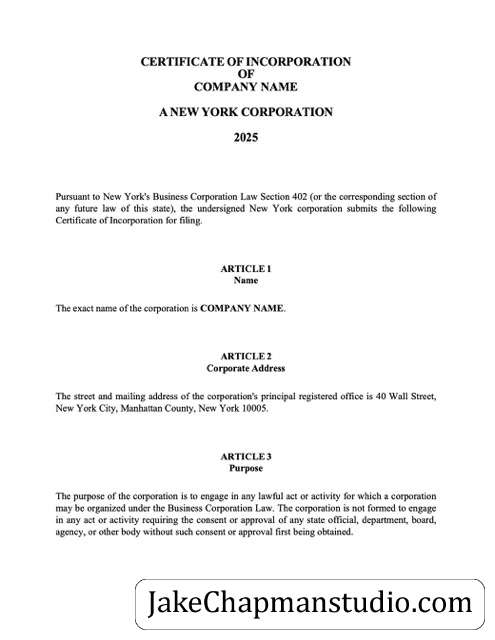 CERTIFICATE OF INCORPORATION
OF
COMPANY NAME
A NEW YORK CORPORATION
2025
Pursuant to New York's Business Corporation Law Section 402 (or the corresponding section of
any future law of this state), the undersigned New York corporation submits the following
Certificate of Incorporation for filing.
ARTICLE 1
Name
The exact name of the corporation is COMPANY NAME.
ARTICLE 2
Corporate Address
The street and mailing address of the corporation's principal registered office is 40 Wall Street,
New York City, Manhattan County, New York 10005.
ARTICLE 3
Purpose
The purpose of the corporation is to engage in any lawful act or activity for which a corporation
may be organized under the Business Corporation Law. The corporation is not formed to engage
in any act or activity requiring the consent or approval of any state official, department, board,
agency, or other body without such consent or approval first being obtained.
JakeChapmanstudio.com